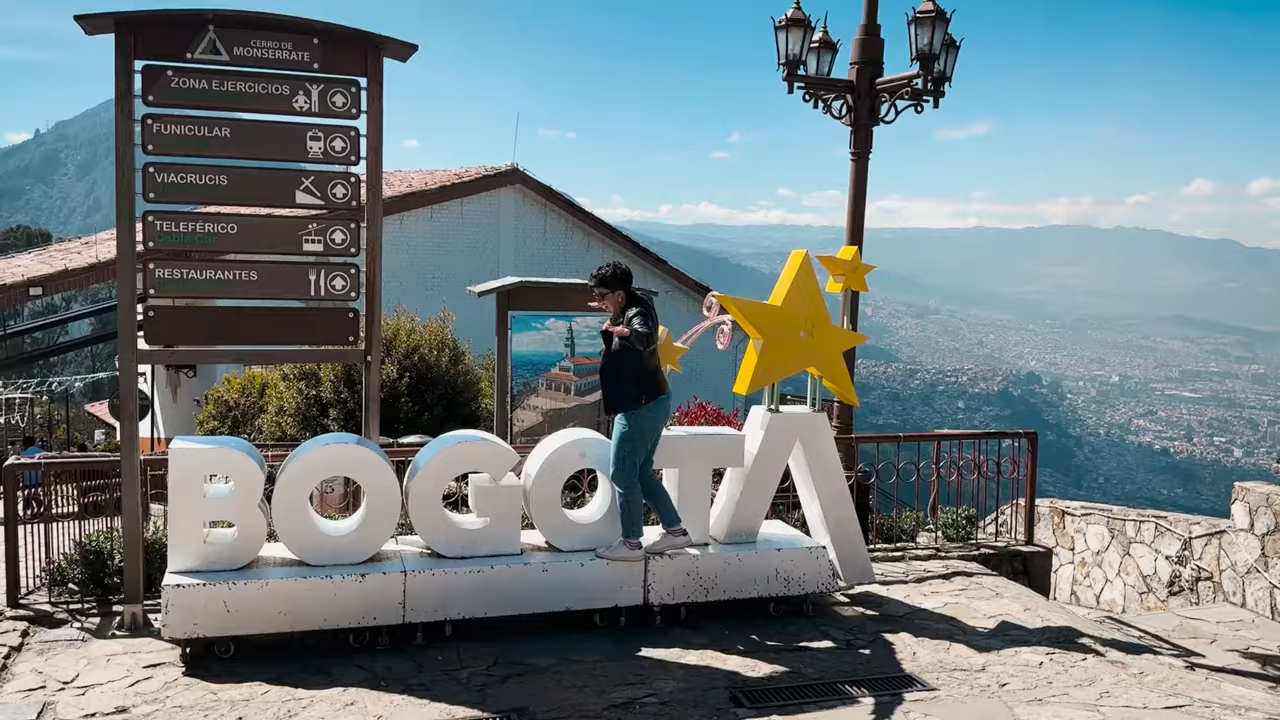 CERRO DE
MONSERRATE
ZONA EJERCICIOS
FUNICULAR
VIACRUCIS
TELEFÉRICO
Cable Car
RESTAURANTES
BOGOTA